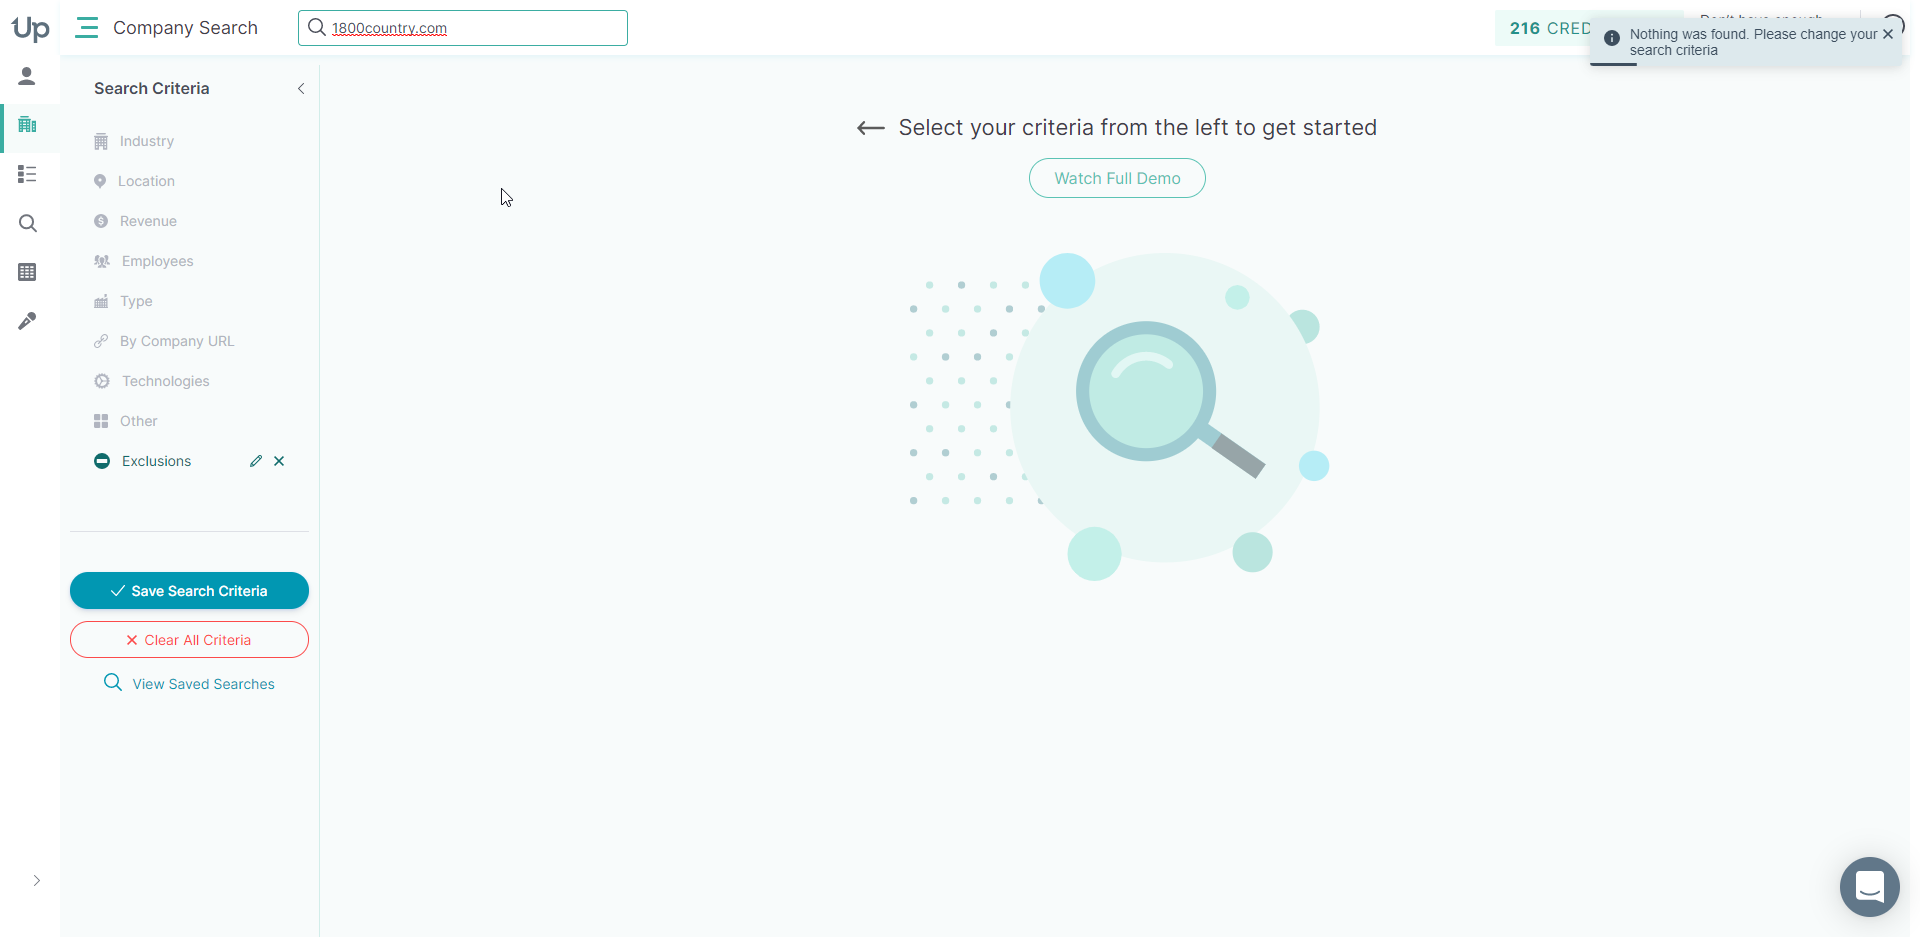 Up
Company Search
1800country.com
216 CRED
Nothing was found. Please change your
search criteria
Search Criteria
Industry
Location
Revenue
Employees
Type
By Company URL
Technologies
Other
Exclusions
Save Search Criteria
Clear All Criteria
View Saved Searches
Select your criteria from the left to get started
Watch Full Demo